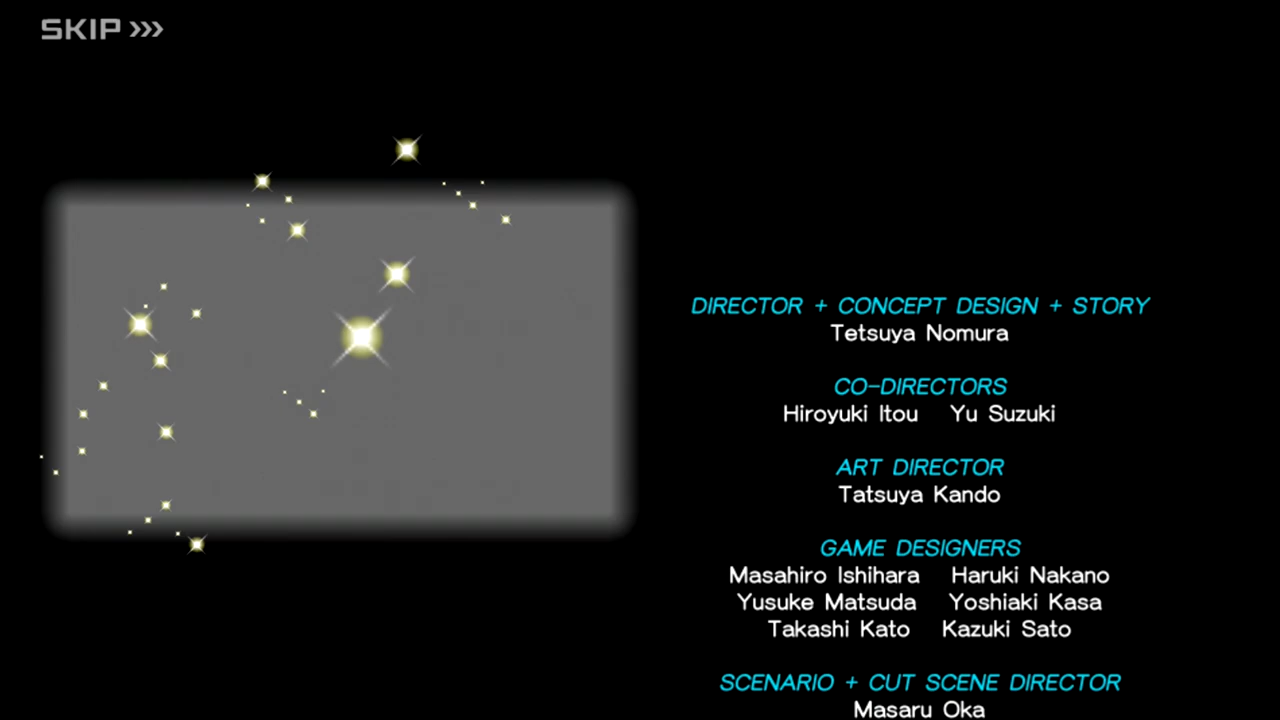 SKIP >>>
DIRECTOR + CONCEPT DESIGN + STORY
Tetsuya Nomura
CO-DIRECTORS
Hiroyuki Itou Yu Suzuki
ART DIRECTOR
Tatsuya Kando
GAME DESIGNERS
Masahiro Ishihara Haruki Nakano
Yusuke Matsuda Yoshiaki Kasa
Takashi Kato Kazuki Sato
SCENARIO + CUT SCENE DIRECTOR
Masaru Oka